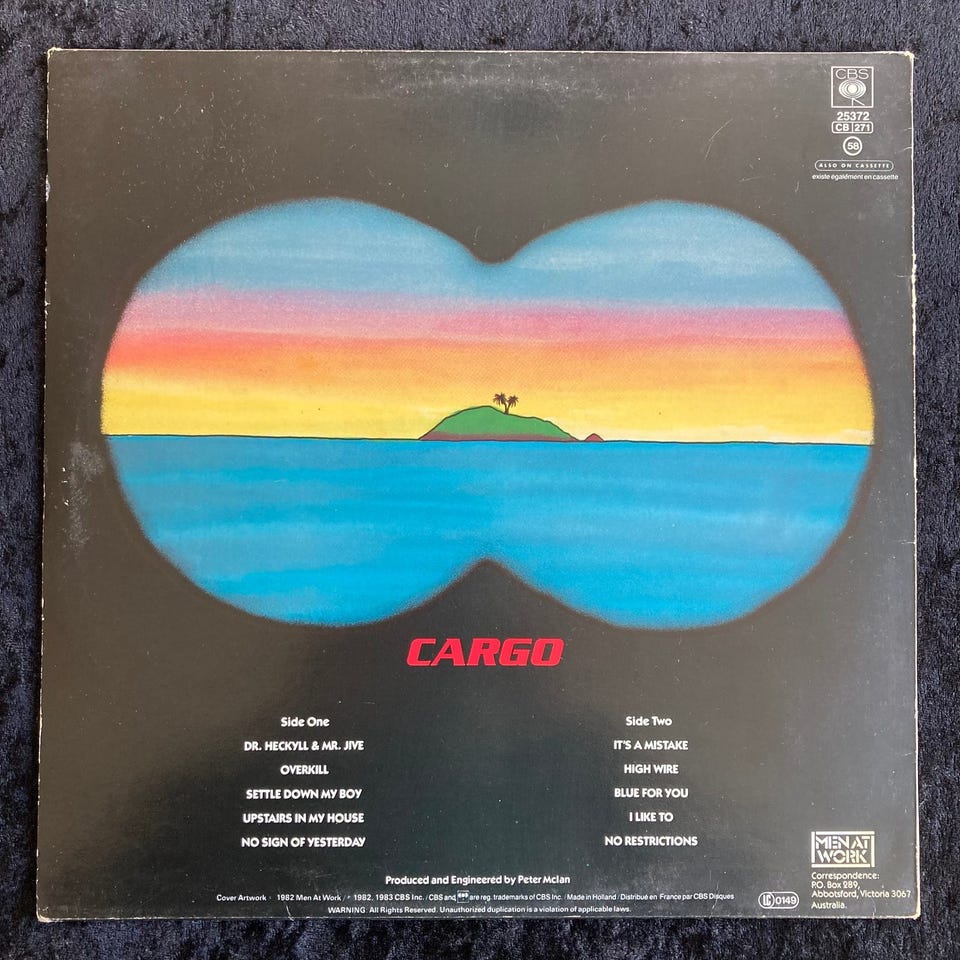 CBS
25372
CB 271
58
ALSO ON CASSETTE
existe également en cassette
CARGO
Side One
DR. HECKYLL & MR. JIVE
OVERKILL
SETTLE DOWN MY BOY
UPSTAIRS IN MY HOUSE
NO SIGN OF YESTERDAY
Side Two
IT'S A MISTAKE
HIGH WIRE
BLUE FOR YOU
I LIKE TO
NO RESTRICTIONS
MEN AT
WORK
Correspondence:
P.O. Box 289,
Abbotsford, Victoria 3067
Australia.
Produced and Engineered by Peter McIan
Cover Artwork · 1982 Men At Work / 1982, 1983 CBS Inc. / CBS and are reg. trademarks of CBS Inc. / Made in Holland / Distribué en France par CBS Disques
LC 0149
WARNING: All Rights Reserved. Unauthorized duplication is a violation of applicable laws.